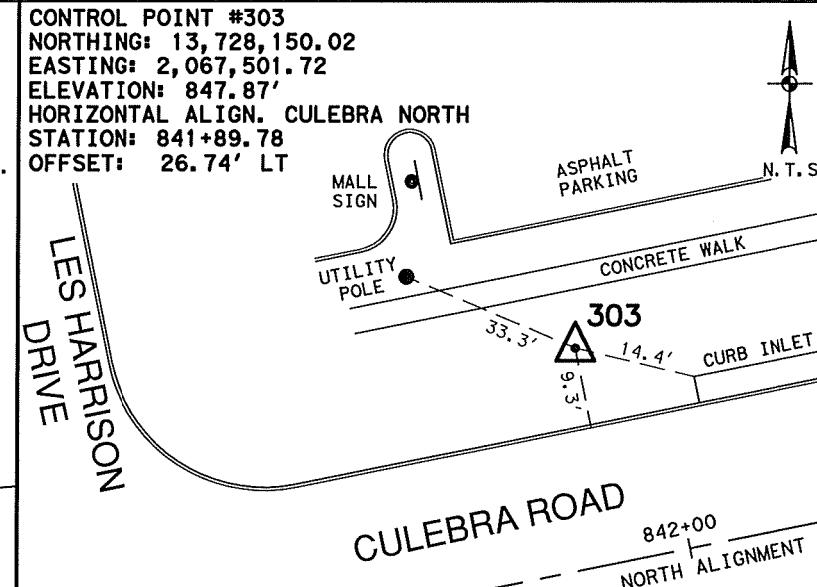 CONTROL POINT #303
NORTHING: 13,728,150.02
EASTING: 2,067,501.72
ELEVATION: 847.87'
HORIZONTAL ALIGN. CULEBRA NORTH
STATION: 841+89.78
OFFSET: 26.74' LT
N.T.S
MALL
SIGN
ASPHALT
PARKING
UTILITY
POLE
CONCRETE WALK
LES HARRISON
DRIVE
303
33.3'
14.4'
9.3'
CURB INLET
CULEBRA ROAD
842+00
NORTH ALIGNMENT